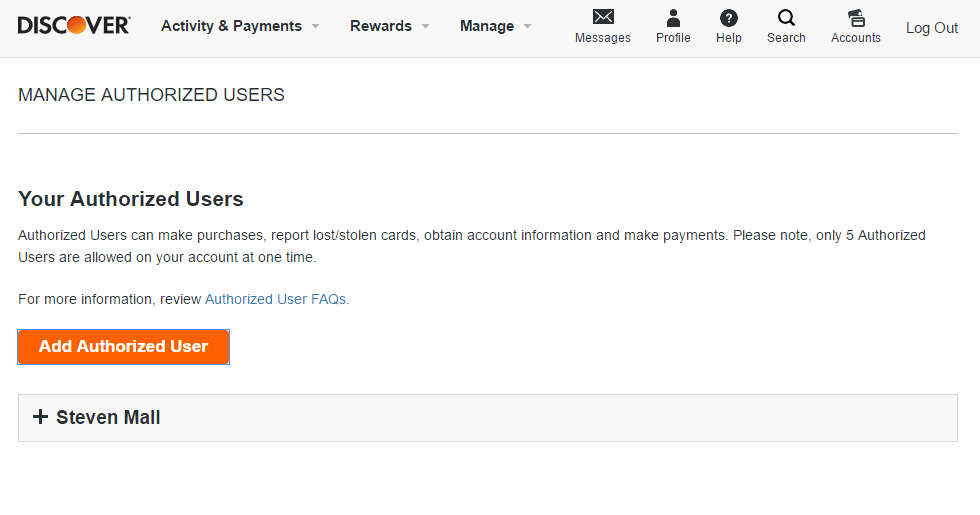 DISCOVER Activity & Payments Rewards Manage Messages Profile Help Search Accounts Log Out
MANAGE AUTHORIZED USERS
Your Authorized Users
Authorized Users can make purchases, report lost/stolen cards, obtain account information and make payments. Please note, only 5 Authorized
Users are allowed on your account at one time.
For more information, review Authorized User FAQs.
Add Authorized User
+ Steven Mall